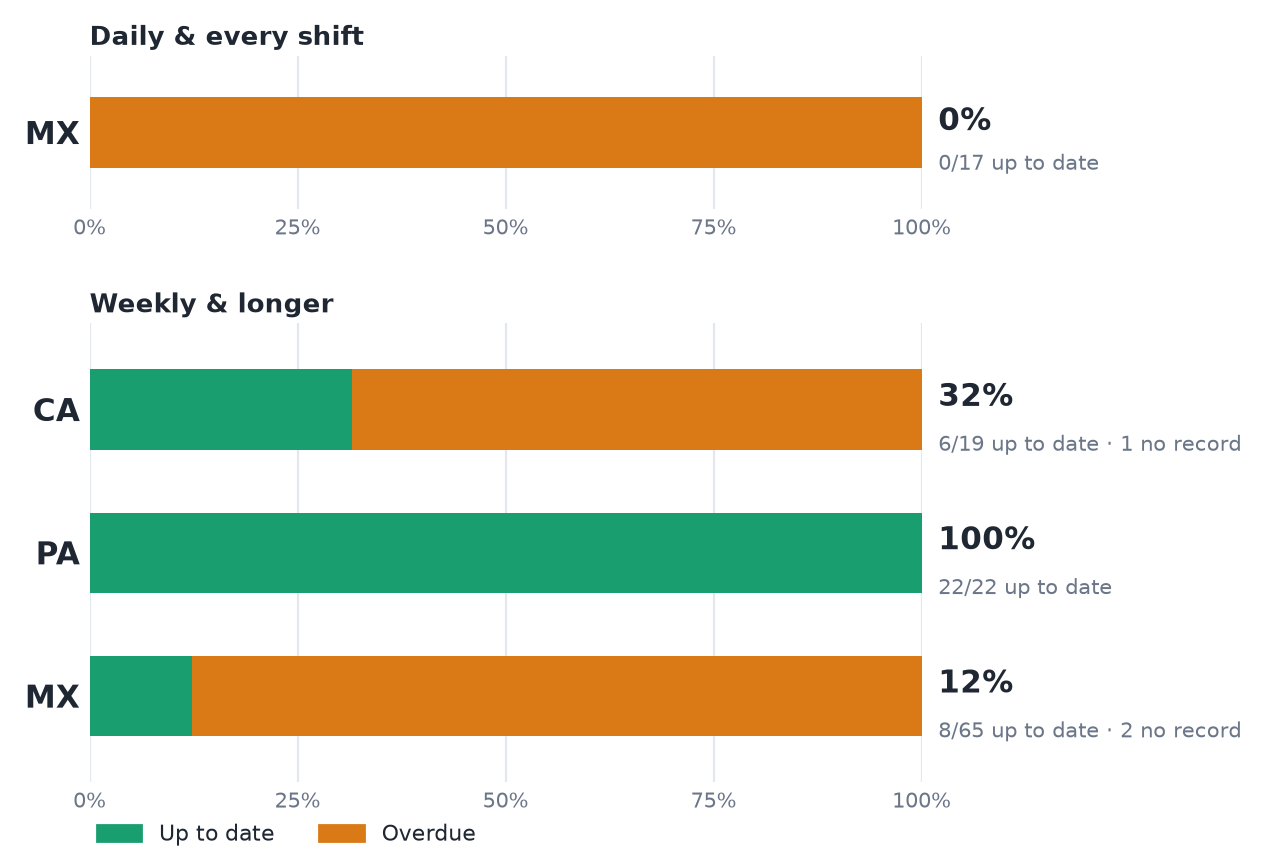 Daily & every shift
MX
0%
0/17 up to date
0% 25% 50% 75% 100%
Weekly & longer
CA
32%
6/19 up to date · 1 no record
PA
100%
22/22 up to date
MX
12%
8/65 up to date · 2 no record
0% 25% 50% 75% 100%
Up to date Overdue